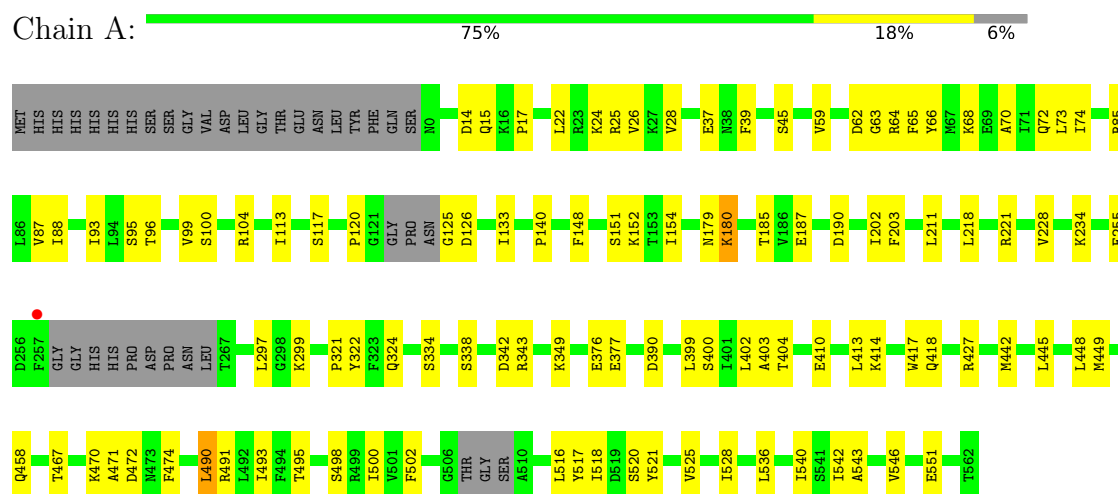 Chain A:
75% 18% 6%
MET HIS HIS HIS HIS HIS HIS SER SER GLY VAL ASP LEU GLY THR GLU ASN LEU TYR PHE GLN SER N0 D14 Q15 K16 P17 L22 R23 K24 R25 V26 K27 V28 E37 N38 F39 S45 V59 D62 G63 R64 F65 Y66 M67 K68 E69 A70 I71 Q72 L73 I74
L86 V87 I88 I93 L94 S95 T96 V99 S100 R104 I113 S117 P120 G121 GLY PRO ASN G125 D126 I133 P140 F148 S151 K152 T153 I154 N179 K180 T185 V186 E187 D190 I202 F203 L211 L218 R221 V228 K234
D256 F257 GLY GLY HIS HIS PRO ASP PRO ASN LEU T267 L297 G298 K299 P321 Y322 F323 Q324 S334 S338 D342 R343 K349 E376 E377 D390 L399 S400 I401 L402 A403 T404 E410 L413 K414 W417 Q418 R427 M442 L445 L448 M449
Q458 T467 K470 A471 D472 N473 F474 L490 R491 L492 I493 F494 T495 S498 R499 I500 V501 F502 G506 THR GLY SER A510 L516 Y517 I518 D519 S520 Y521 V525 I528 L536 I540 S541 I542 A543 V546 E551 T562